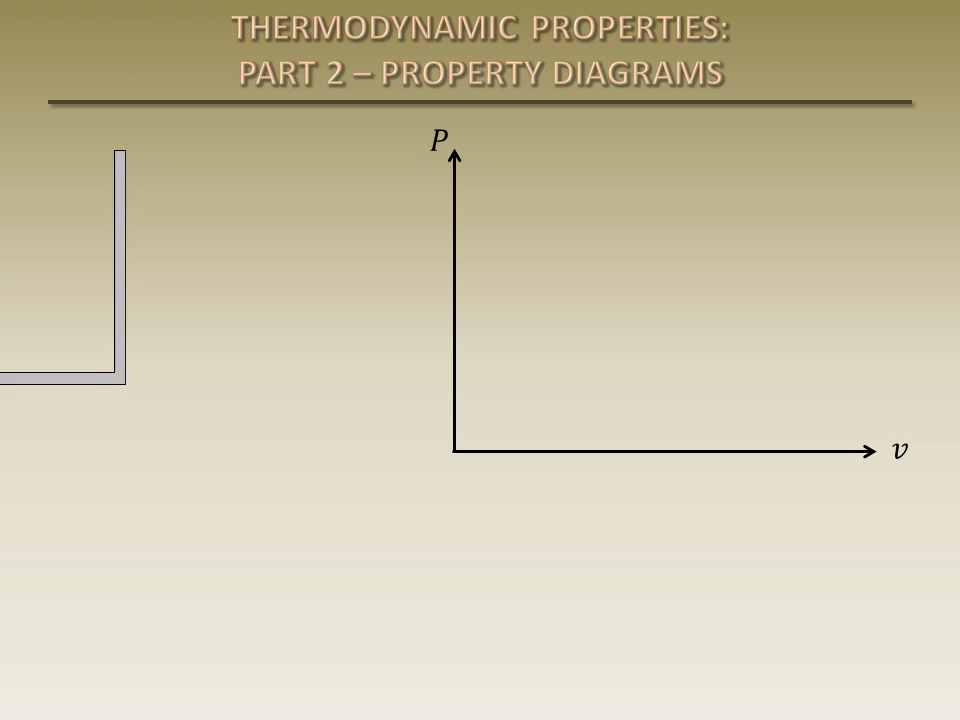 THERMODYNAMIC PROPERTIES:
PART 2 – PROPERTY DIAGRAMS
P
v